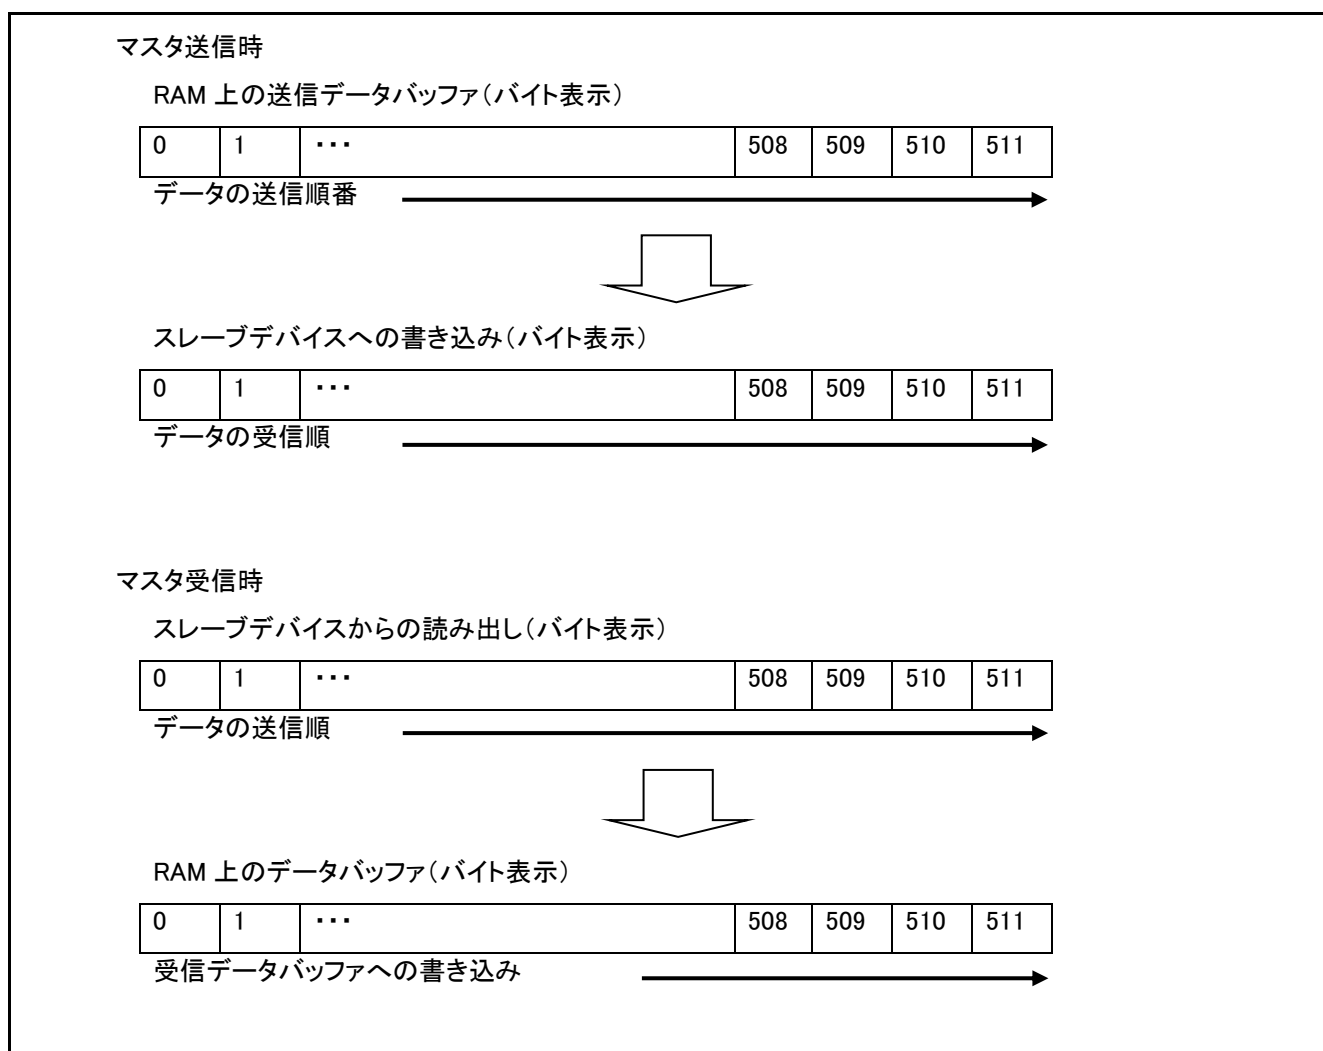 マスタ送信時
RAM 上の送信データバッファ(バイト表示)
0 1 ・・・ 508 509 510 511
データの送信順番
スレーブデバイスへの書き込み(バイト表示)
0 1 ・・・ 508 509 510 511
データの受信順
マスタ受信時
スレーブデバイスからの読み出し(バイト表示)
0 1 ・・・ 508 509 510 511
データの送信順
RAM 上のデータバッファ(バイト表示)
0 1 ・・・ 508 509 510 511
受信データバッファへの書き込み